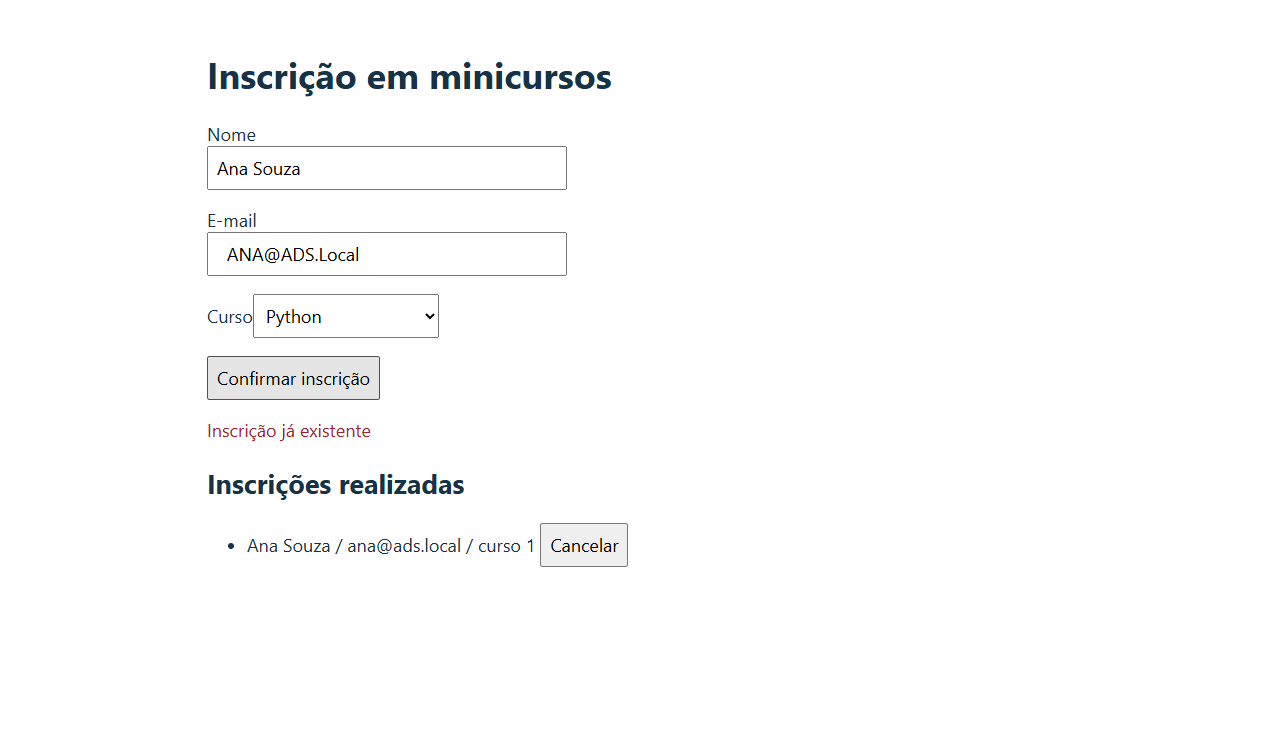 Inscrição em minicursos
Nome
Ana Souza
E-mail
ANA@ADS.Local
Curso Python
Confirmar inscrição
Inscrição já existente
Inscrições realizadas
• Ana Souza / ana@ads.local / curso 1 Cancelar